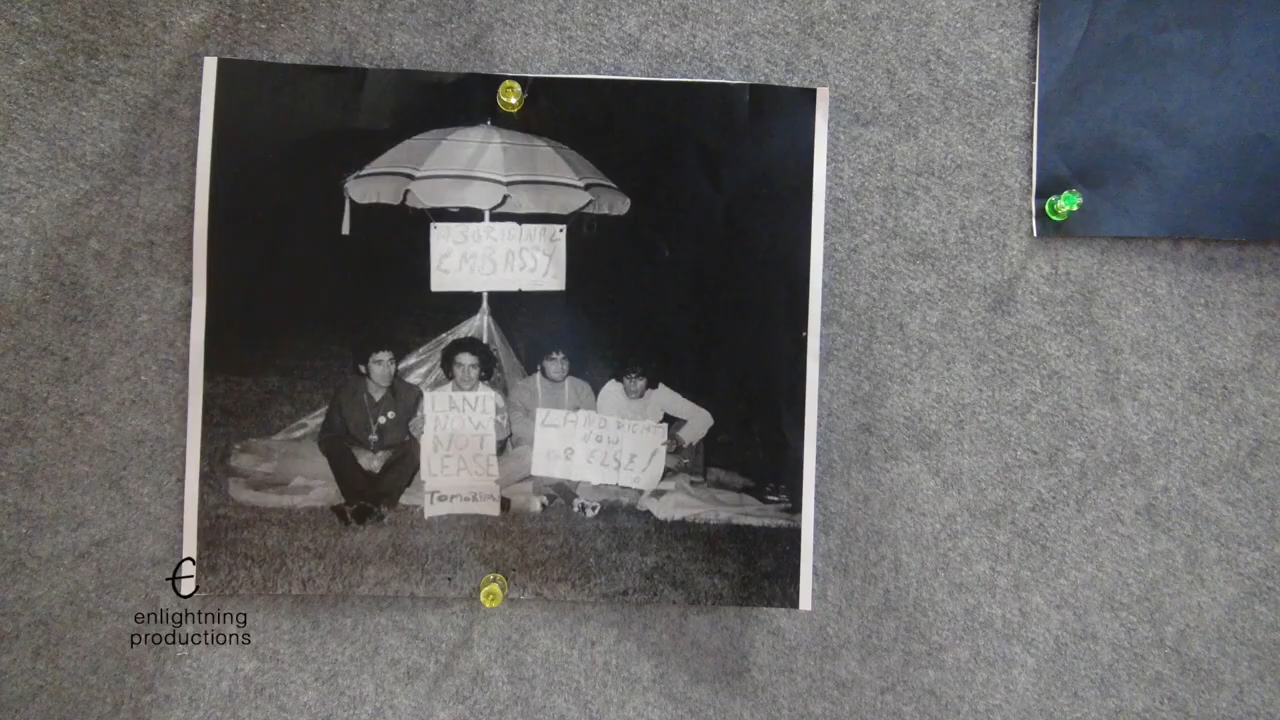 ABORIGINAL
EMBASSY
LAND
NOW
NOT
LEASE
TOMORROW
LAND RIGHTS
NOW
OR ELSE!
enlightning
productions